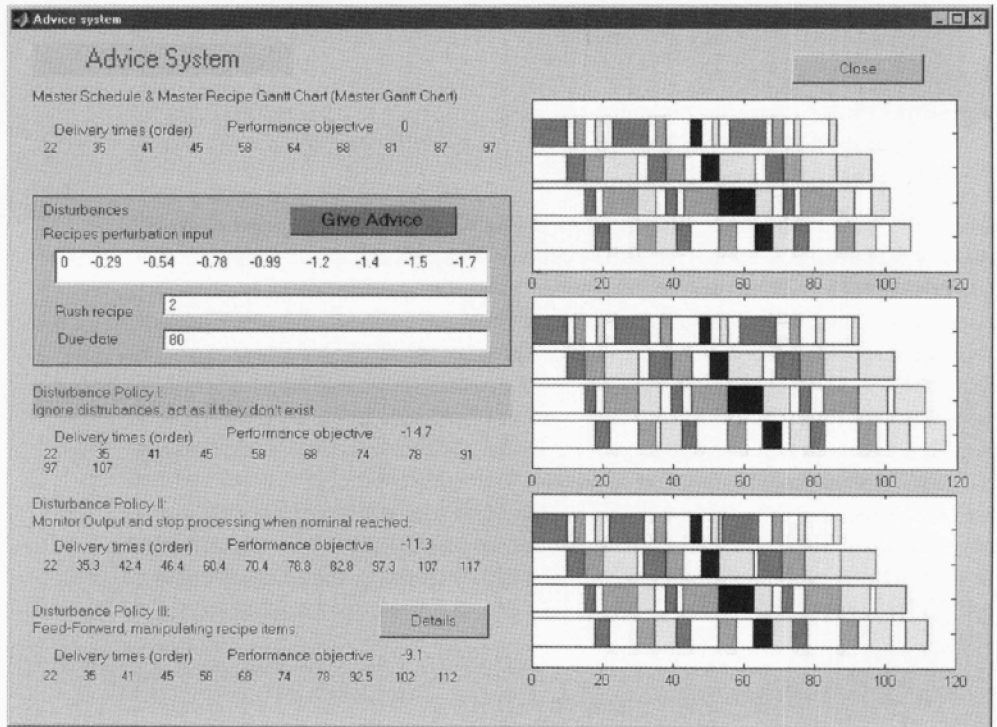 Advice system
Advice System
Close
Master Schedule & Master Recipe Gantt Chart (Master Gantt Chart)
Delivery times (order) Performance objective 0
22 35 41 45 58 64 68 81 87 97
Disturbances
Give Advice
Recipes perturbation input
0 -0.29 -0.54 -0.78 -0.99 -1.2 -1.4 -1.5 -1.7
Rush recipe 2
Due-date 80
Disturbance Policy I:
Ignore distrubances, act as if they don't exist
Delivery times (order) Performance objective -14.7
22 35 41 45 58 68 74 78 91
97 107
Disturbance Policy II:
Monitor Output and stop processing when nominal reached.
Delivery times (order) Performance objective -11.3
22 35.3 42.4 46.4 60.4 70.4 78.8 82.8 97.3 107 117
Disturbance Policy III:
Feed-Forward, manipulating recipe items.
Details
Delivery times (order) Performance objective -9.1
22 35 41 45 58 68 74 78 92.5 102 112
0 20 40 60 80 100 120
0 20 40 60 80 100 120
0 20 40 60 80 100 120